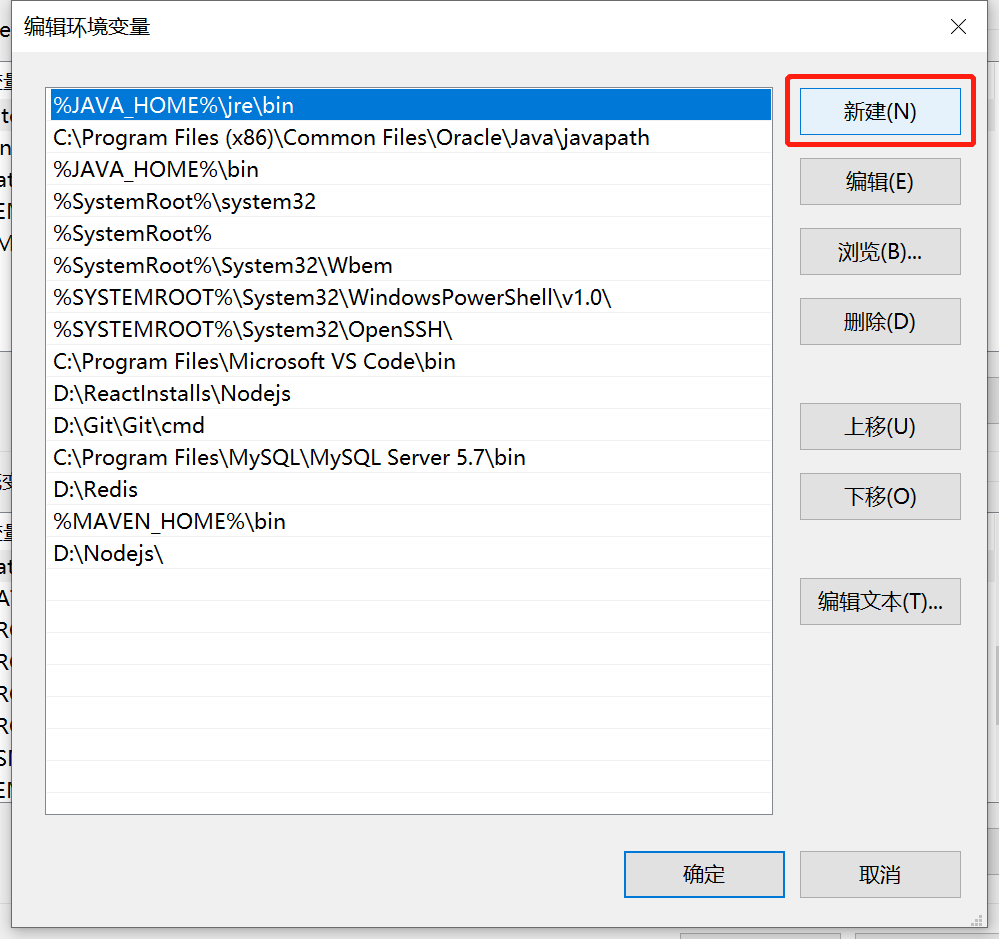 编辑环境变量
%JAVA_HOME%\jre\bin
C:\Program Files (x86)\Common Files\Oracle\Java\javapath
%JAVA_HOME%\bin
%SystemRoot%\system32
%SystemRoot%
%SystemRoot%\System32\Wbem
%SYSTEMROOT%\System32\WindowsPowerShell\v1.0\
%SYSTEMROOT%\System32\OpenSSH\
C:\Program Files\Microsoft VS Code\bin
D:\ReactInstalls\Nodejs
D:\Git\Git\cmd
C:\Program Files\MySQL\MySQL Server 5.7\bin
D:\Redis
%MAVEN_HOME%\bin
D:\Nodejs\
新建(N)
编辑(E)
浏览(B)...
删除(D)
上移(U)
下移(O)
编辑文本(T)...
确定
取消